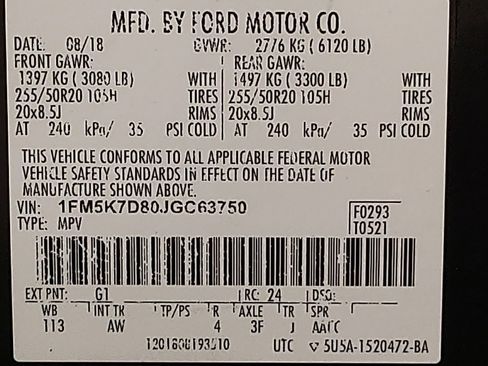 MFD. BY FORD MOTOR CO.
DATE: 08/18 GVWR: 2776 KG ( 6120 LB)
FRONT GAWR: REAR GAWR:
1397 KG ( 3080 LB) WITH 1497 KG ( 3300 LB) WITH
255/50R20 105H TIRES 255/50R20 105H TIRES
20x8.5J RIMS 20x8.5J RIMS
AT 240 kPa/ 35 PSI COLD AT 240 kPa/ 35 PSI COLD
THIS VEHICLE CONFORMS TO ALL APPLICABLE FEDERAL MOTOR
VEHICLE SAFETY STANDARDS IN EFFECT ON THE DATE OF
MANUFACTURE SHOWN ABOVE.
VIN: 1FM5K7D80JGC63750
TYPE: MPV
F0293
T0521
EXT PNT: G1 RC: 24 DSO:
WB INT TR TP/PS R AXLE TR SPR
113 AW 4 3F J
UTC 5U5A-1520472-BA